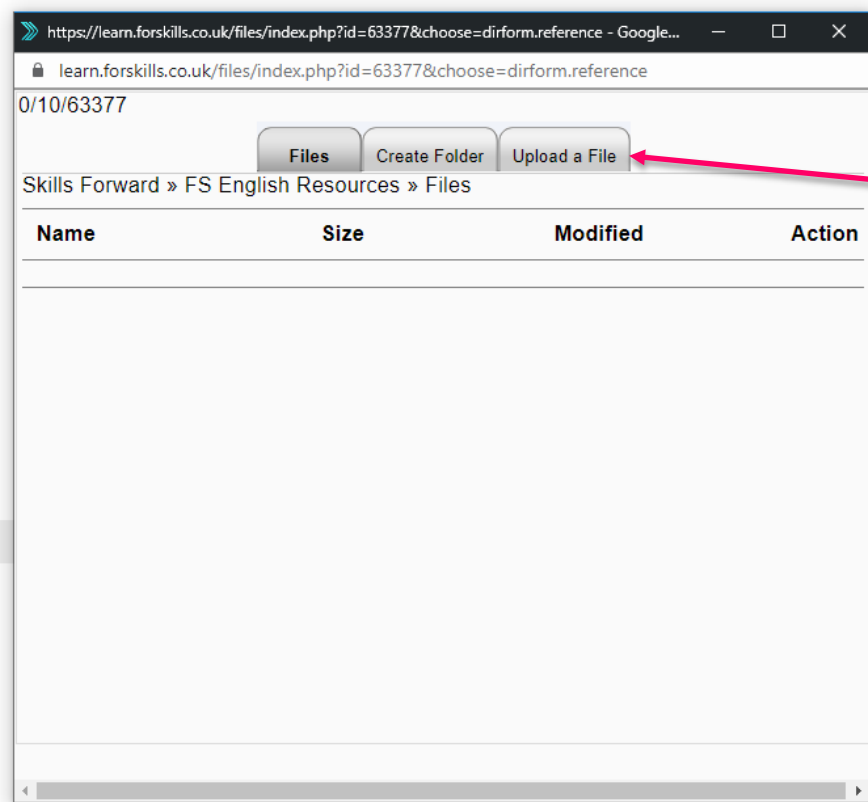 https://learn.forskills.co.uk/files/index.php?id=63377&choose=dirform.reference - Google...
learn.forskills.co.uk/files/index.php?id=63377&choose=dirform.reference
0/10/63377
Files Create Folder Upload a File
Skills Forward » FS English Resources » Files
Name Size Modified Action